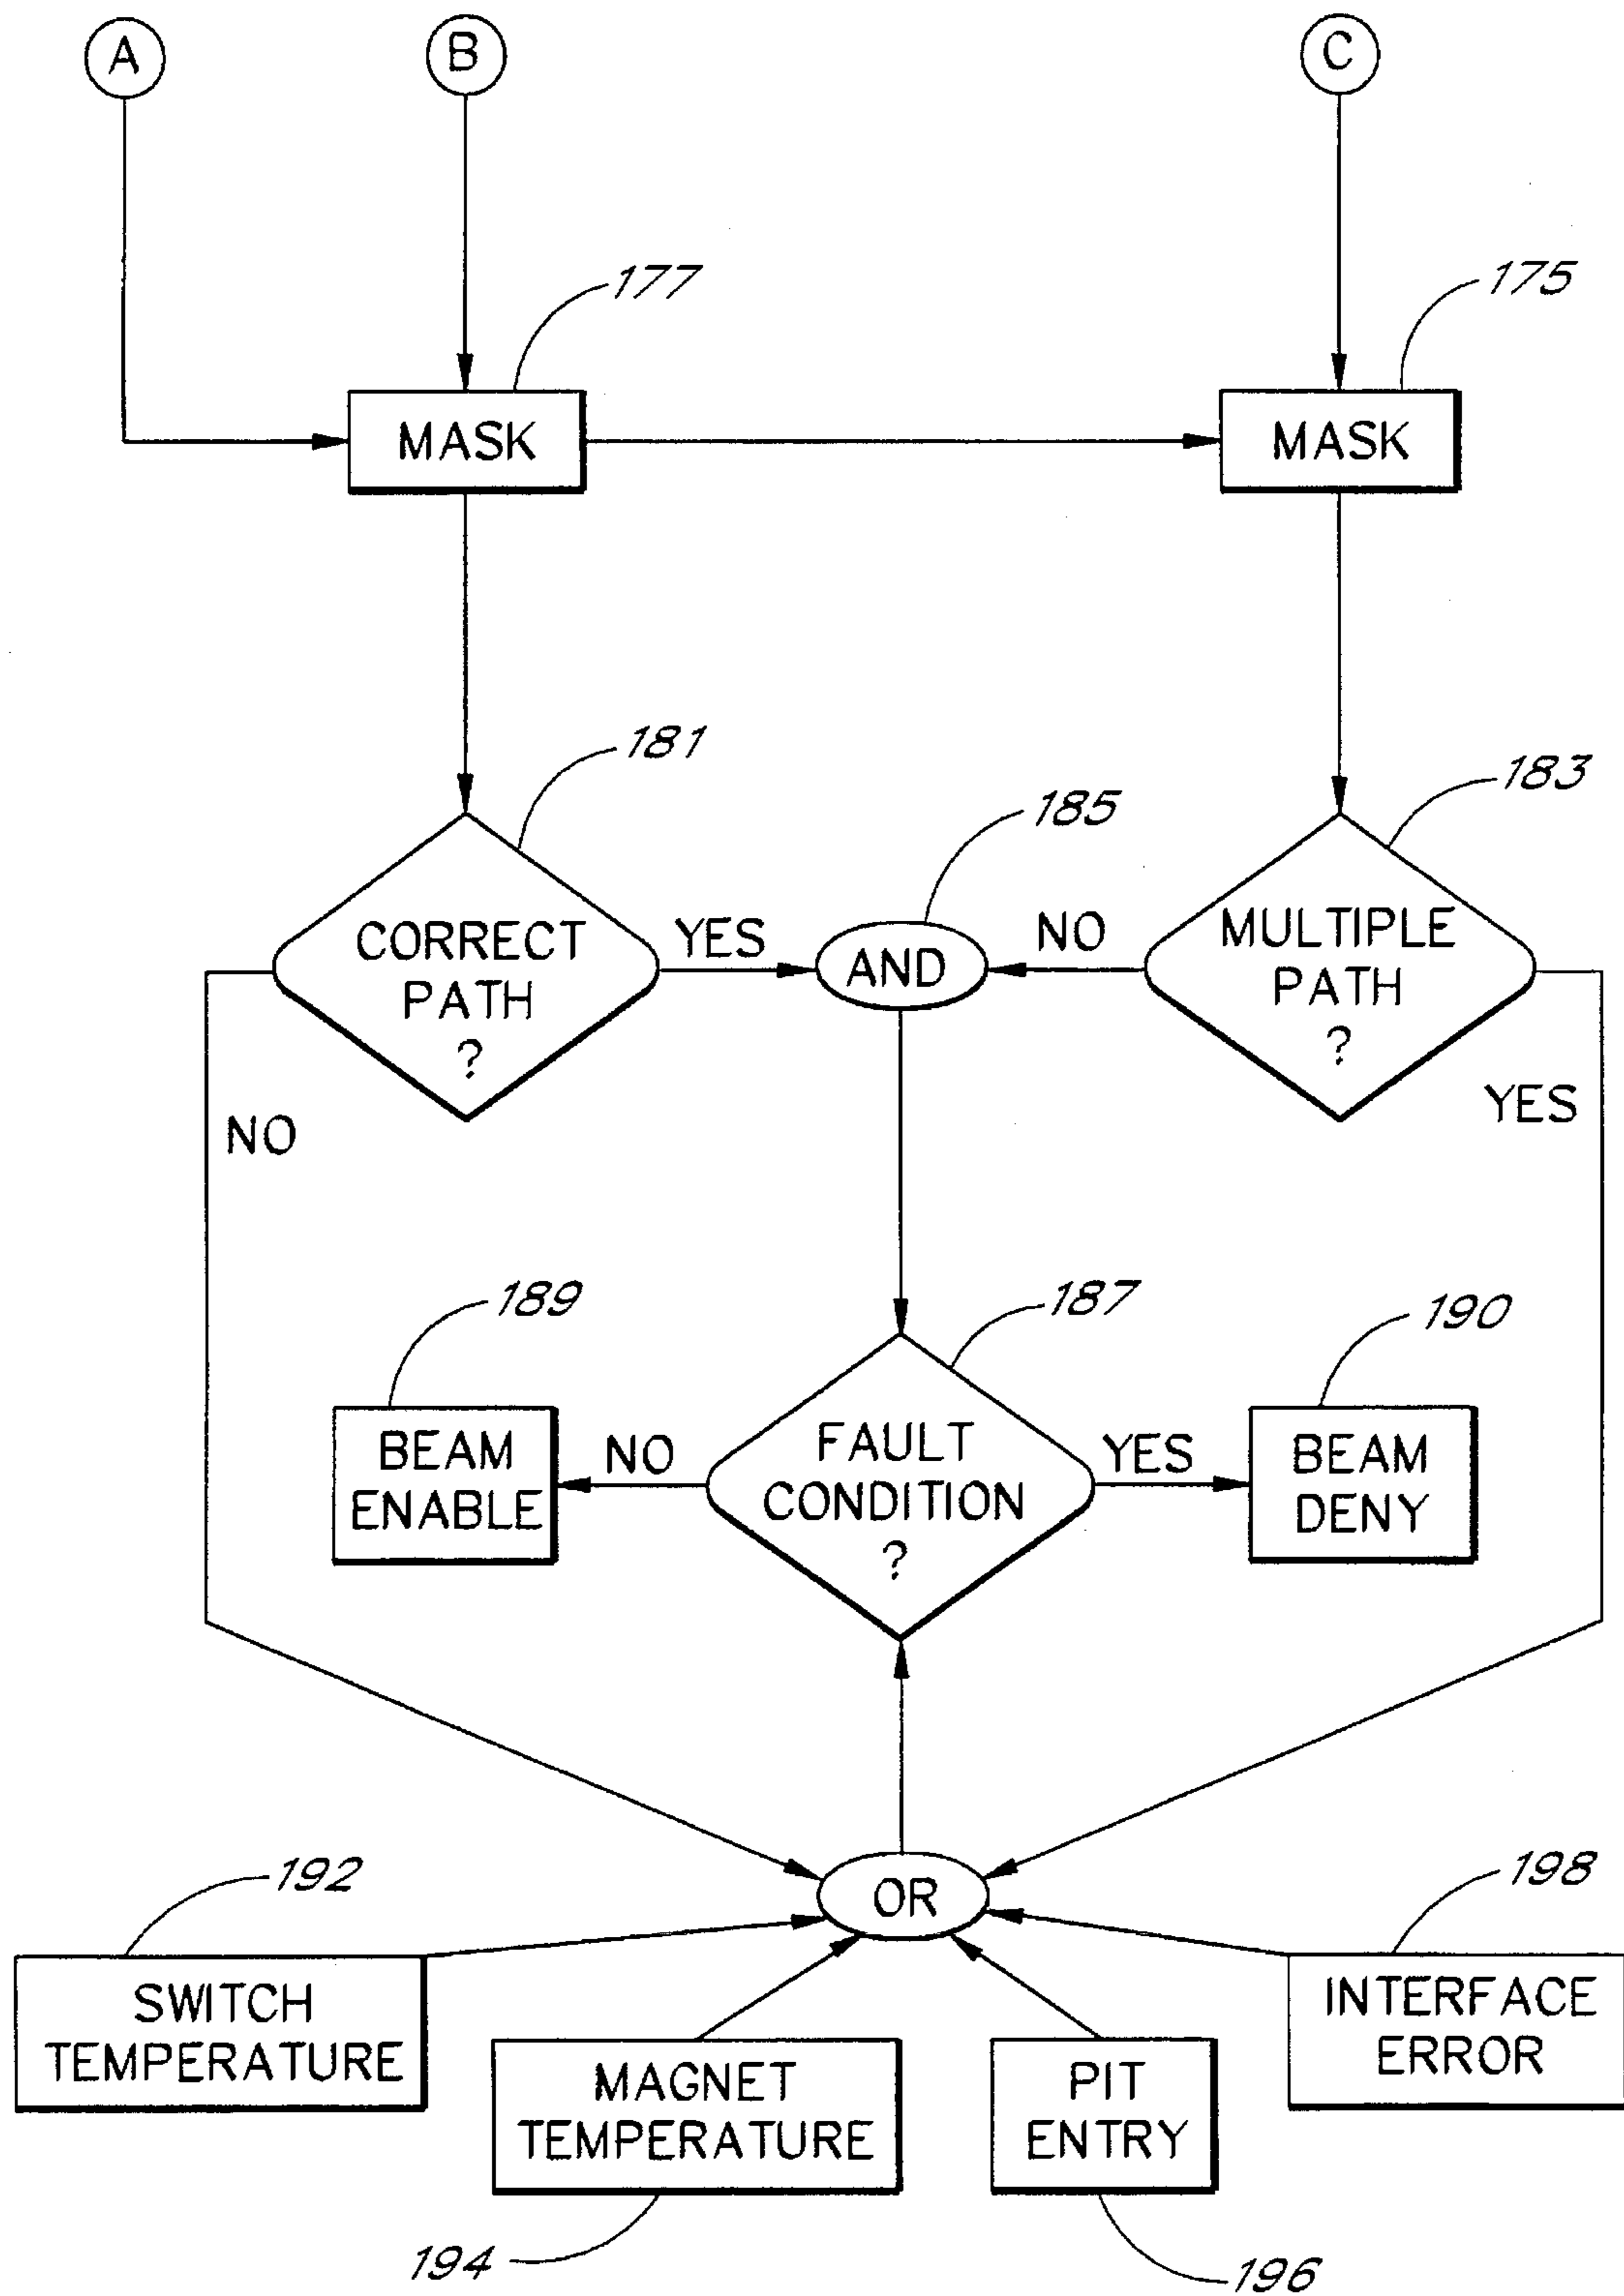 A
B
C
177
175
MASK
MASK
181
183
185
CORRECT
PATH
?
YES
AND
NO
MULTIPLE
PATH
?
NO
YES
189
187
190
BEAM
ENABLE
NO
FAULT
CONDITION
?
YES
BEAM
DENY
192
OR
198
SWITCH
TEMPERATURE
MAGNET
TEMPERATURE
PIT
ENTRY
INTERFACE
ERROR
194
196